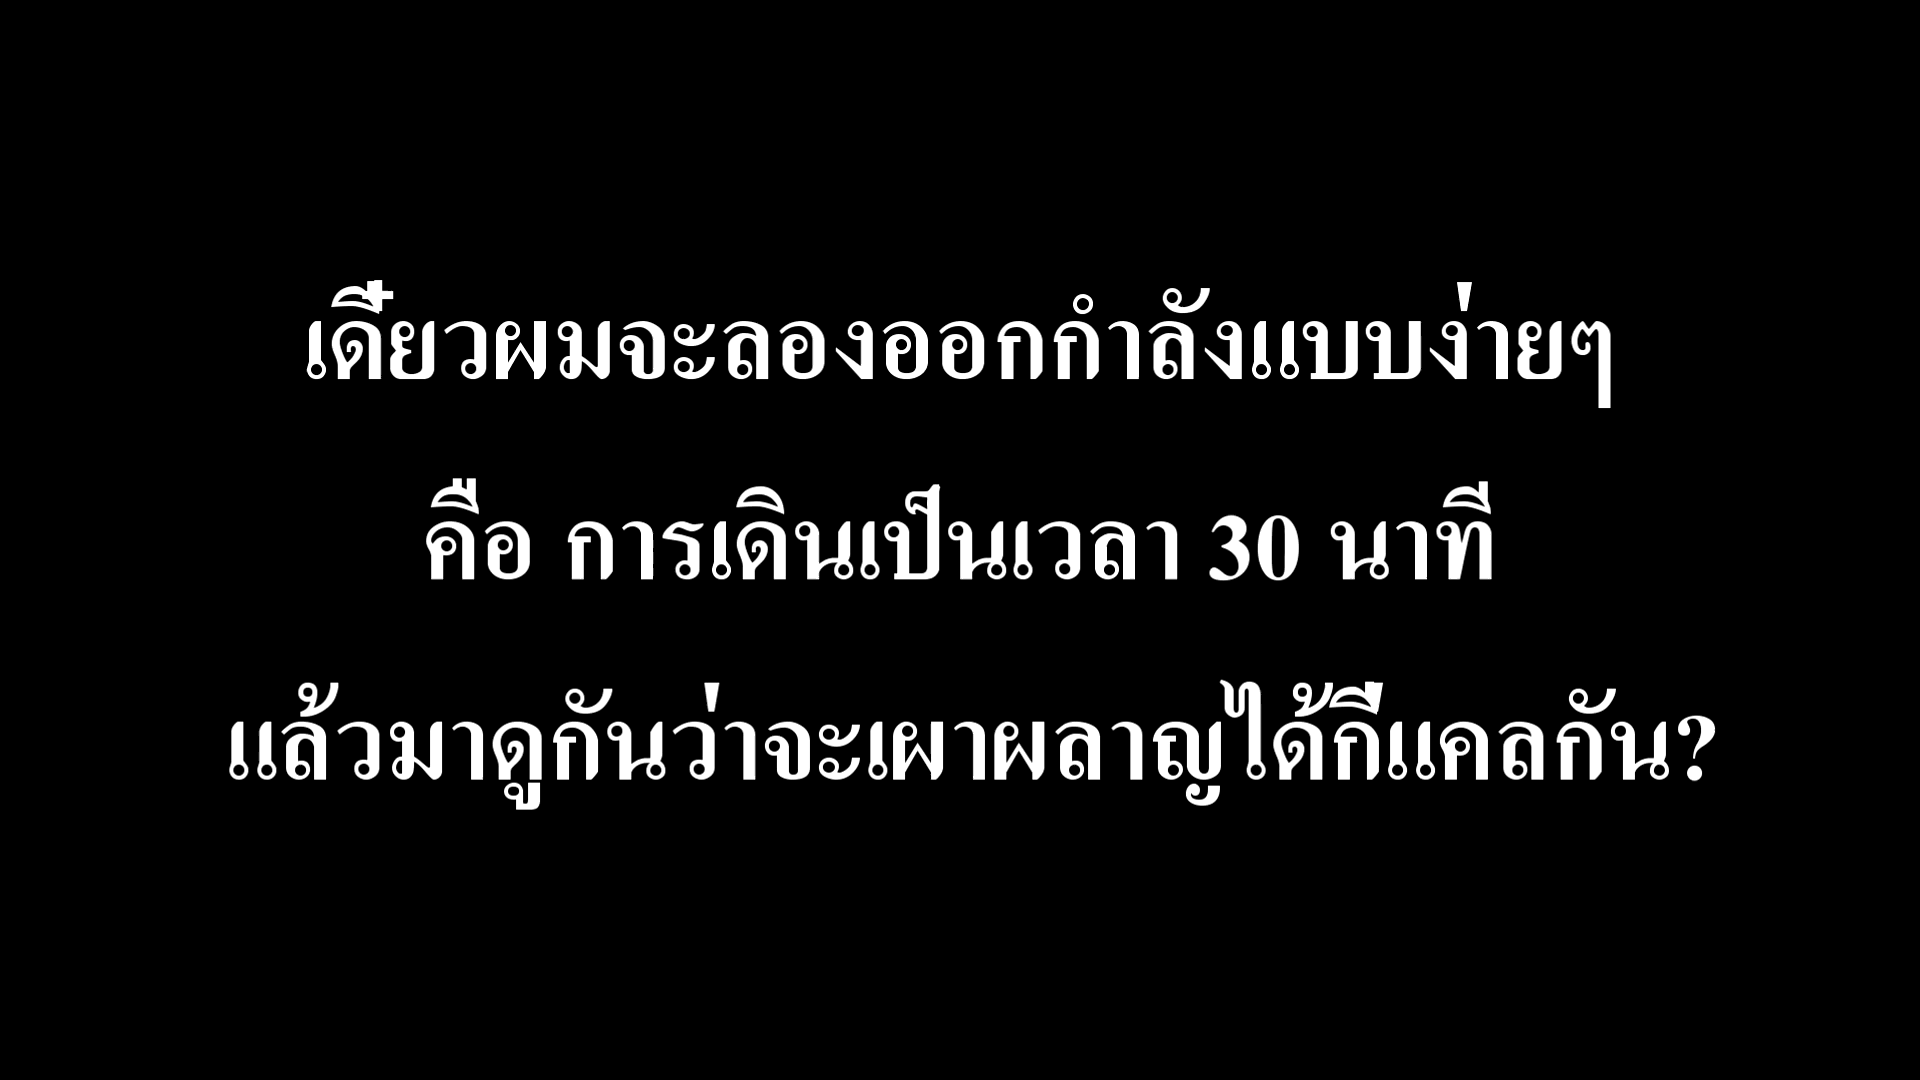 เดี๋ยวผมจะลองออกกำลังแบบง่ายๆ
คือ การเดินเป็นเวลา 30 นาที
แล้วมาดูกันว่าจะเผาผลาญได้กี่แคลกัน?